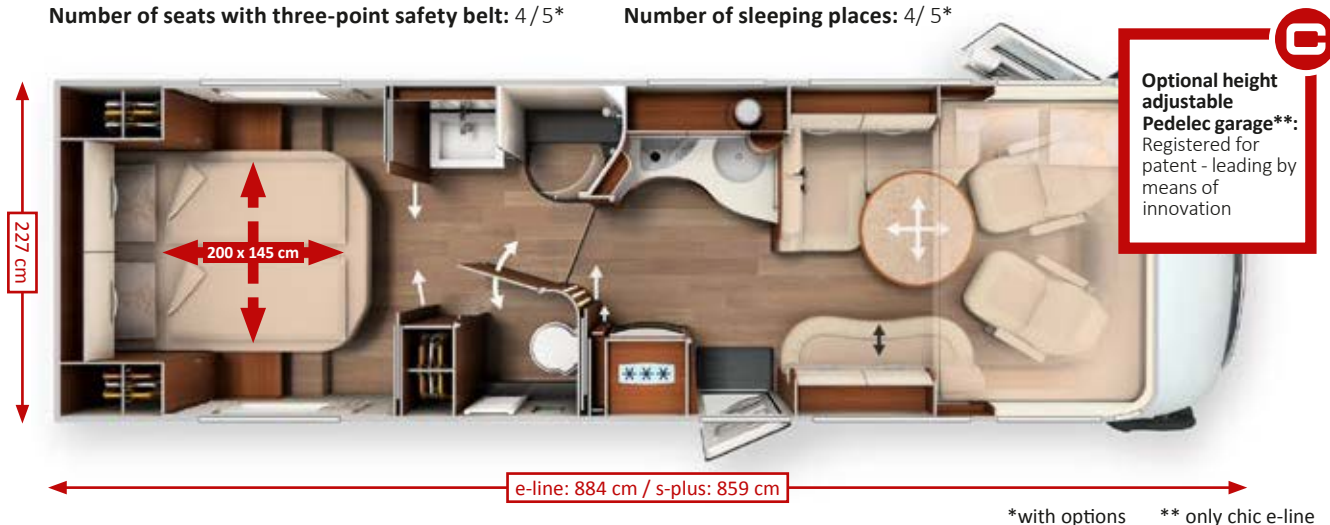 Number of seats with three-point safety belt: 4 / 5*
Number of sleeping places: 4/ 5*
Optional height
adjustable
Pedelec garage**:
Registered for
patent - leading by
means of
innovation
227 cm
200 x 145 cm
e-line: 884 cm / s-plus: 859 cm
*with options
** only chic e-line